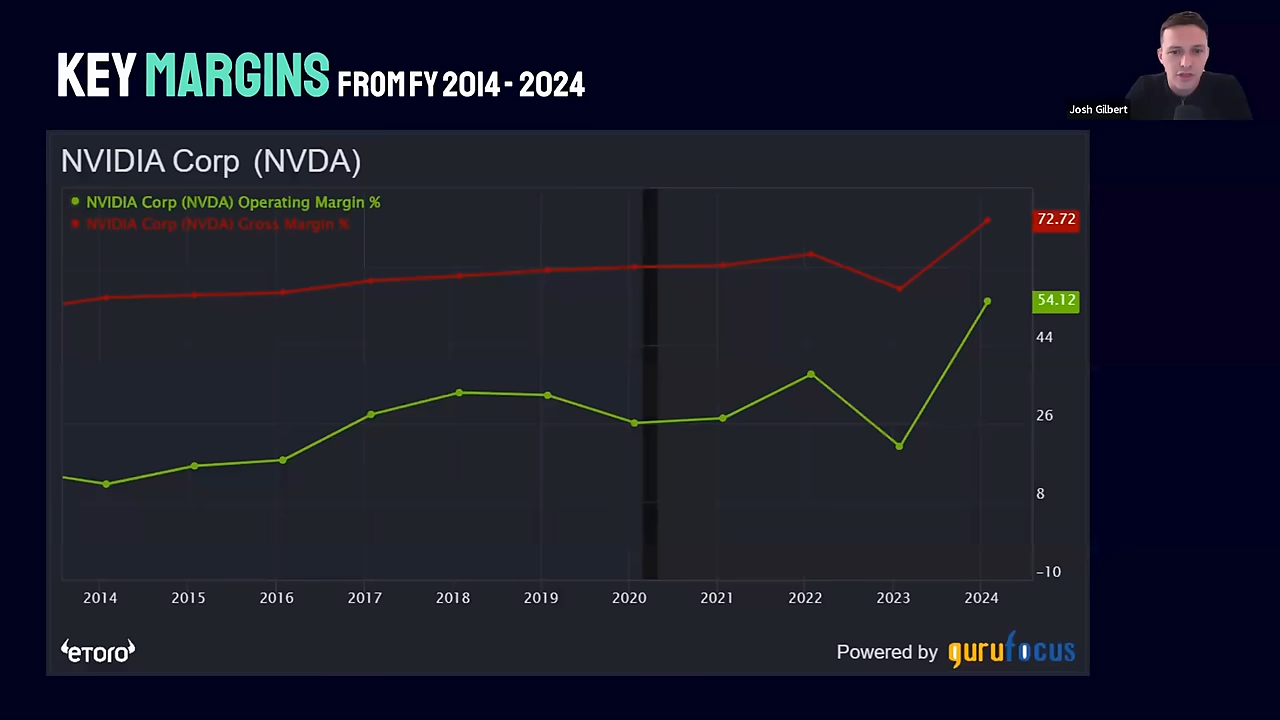 KEY MARGINS FROM FY 2014 - 2024
Josh Gilbert
NVIDIA Corp (NVDA)
NVIDIA Corp (NVDA) Operating Margin %
NVIDIA Corp (NVDA) Gross Margin %
72.72
54.12
44
26
8
-10
2014 2015 2016 2017 2018 2019 2020 2021 2022 2023 2024
eTORO
Powered by gurufocus